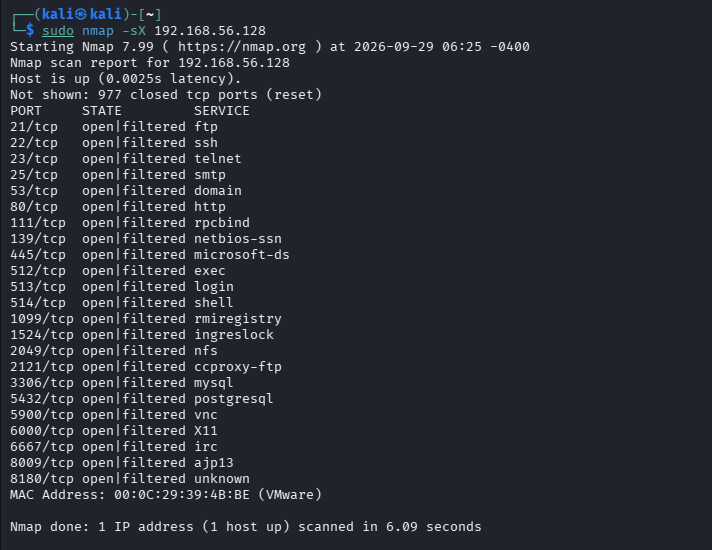 ┌──(kali㉿kali)-[~]
└─$ sudo nmap -sX 192.168.56.128
Starting Nmap 7.99 ( https://nmap.org ) at 2026-09-29 06:25 -0400
Nmap scan report for 192.168.56.128
Host is up (0.0025s latency).
Not shown: 977 closed tcp ports (reset)
PORT     STATE         SERVICE
21/tcp   open|filtered ftp
22/tcp   open|filtered ssh
23/tcp   open|filtered telnet
25/tcp   open|filtered smtp
53/tcp   open|filtered domain
80/tcp   open|filtered http
111/tcp  open|filtered rpcbind
139/tcp  open|filtered netbios-ssn
445/tcp  open|filtered microsoft-ds
512/tcp  open|filtered exec
513/tcp  open|filtered login
514/tcp  open|filtered shell
1099/tcp open|filtered rmiregistry
1524/tcp open|filtered ingreslock
2049/tcp open|filtered nfs
2121/tcp open|filtered ccproxy-ftp
3306/tcp open|filtered mysql
5432/tcp open|filtered postgresql
5900/tcp open|filtered vnc
6000/tcp open|filtered X11
6667/tcp open|filtered irc
8009/tcp open|filtered ajp13
8180/tcp open|filtered unknown
MAC Address: 00:0C:29:39:4B:BE (VMware)
Nmap done: 1 IP address (1 host up) scanned in 6.09 seconds